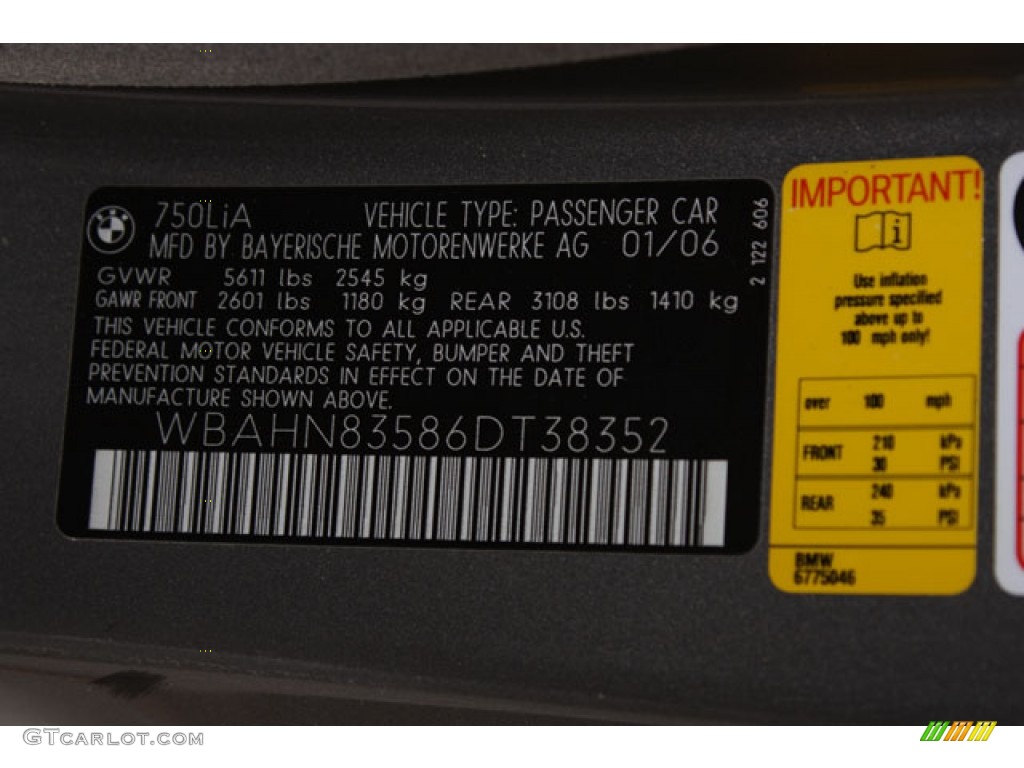 750LiA VEHICLE TYPE: PASSENGER CAR
MFD BY BAYERISCHE MOTORENWERKE AG 01/06
GVWR 5611 lbs 2545 kg
GAWR FRONT 2601 lbs 1180 kg REAR 3108 lbs 1410 kg
THIS VEHICLE CONFORMS TO ALL APPLICABLE U.S.
FEDERAL MOTOR VEHICLE SAFETY, BUMPER AND THEFT
PREVENTION STANDARDS IN EFFECT ON THE DATE OF
MANUFACTURE SHOWN ABOVE.
WBAHN83586DT38352
2 122 606
IMPORTANT!
i
Use inflation
pressure specified
above up to
100 mph only!
over 100 mph
FRONT 210 kPa
30 PSI
REAR 240 kPa
35 PSI
BMW
6775046
GTCARLOT.COM